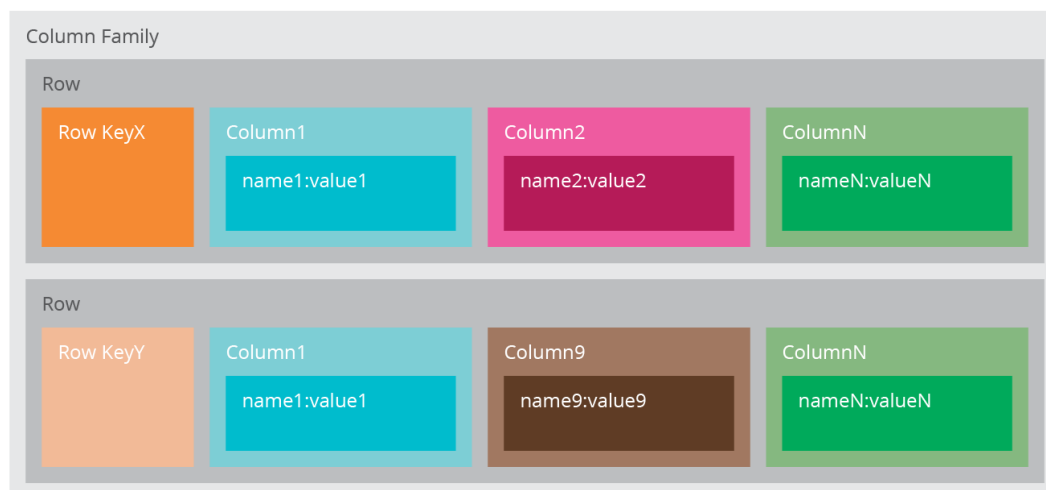 Column Family
Row
Row KeyX
Column1
name1:value1
Column2
name2:value2
ColumnN
nameN:valueN
Row
Row KeyY
Column1
name1:value1
Column9
name9:value9
ColumnN
nameN:valueN